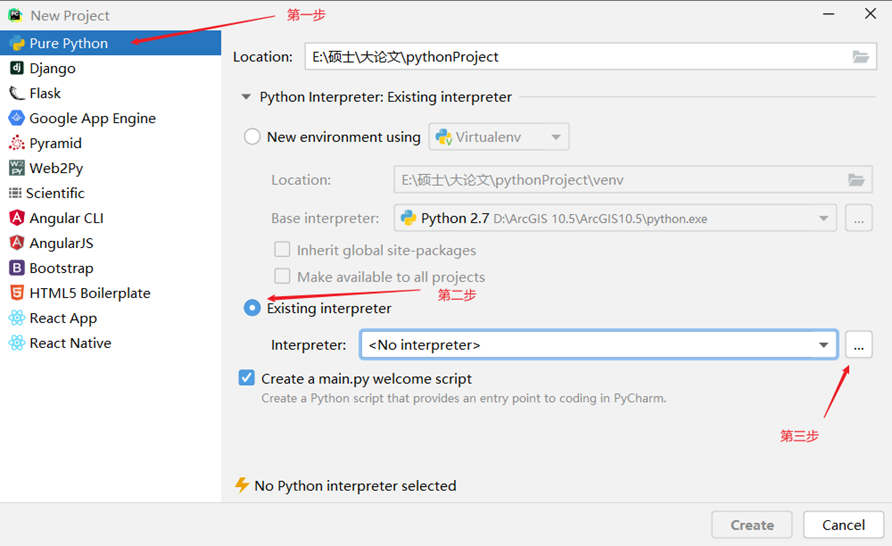 New Project
第一步
Pure Python
Django
Flask
Google App Engine
Pyramid
Web2Py
Scientific
Angular CLI
AngularJS
Bootstrap
HTML5 Boilerplate
React App
React Native
Location: E:\硕士\大论文\pythonProject
Python Interpreter: Existing interpreter
New environment using Virtualenv
Location: E:\硕士\大论文\pythonProject\venv
Base interpreter: Python 2.7 D:\ArcGIS 10.5\ArcGIS10.5\python.exe ...
Inherit global site-packages
Make available to all projects
第二步
Existing interpreter
Interpreter: <No interpreter> ...
Create a main.py welcome script
Create a Python script that provides an entry point to coding in PyCharm.
第三步
No Python interpreter selected
Create Cancel